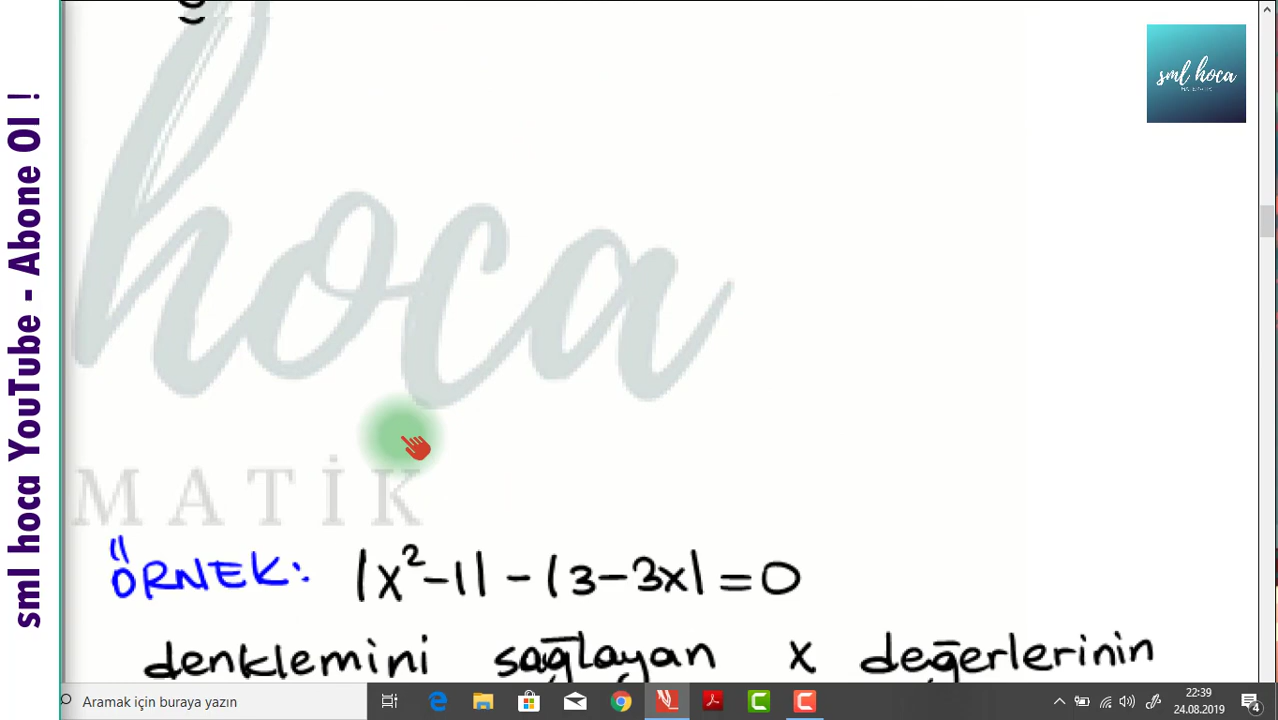 sml hoca YouTube - Abone Ol !
sml hoca
hoca
MATİK
ÖRNEK: |x²-1| - |3-3x| = 0
denklemini sağlayan x değerlerinin
Aramak için buraya yazın
22:39
24.08.2019
4